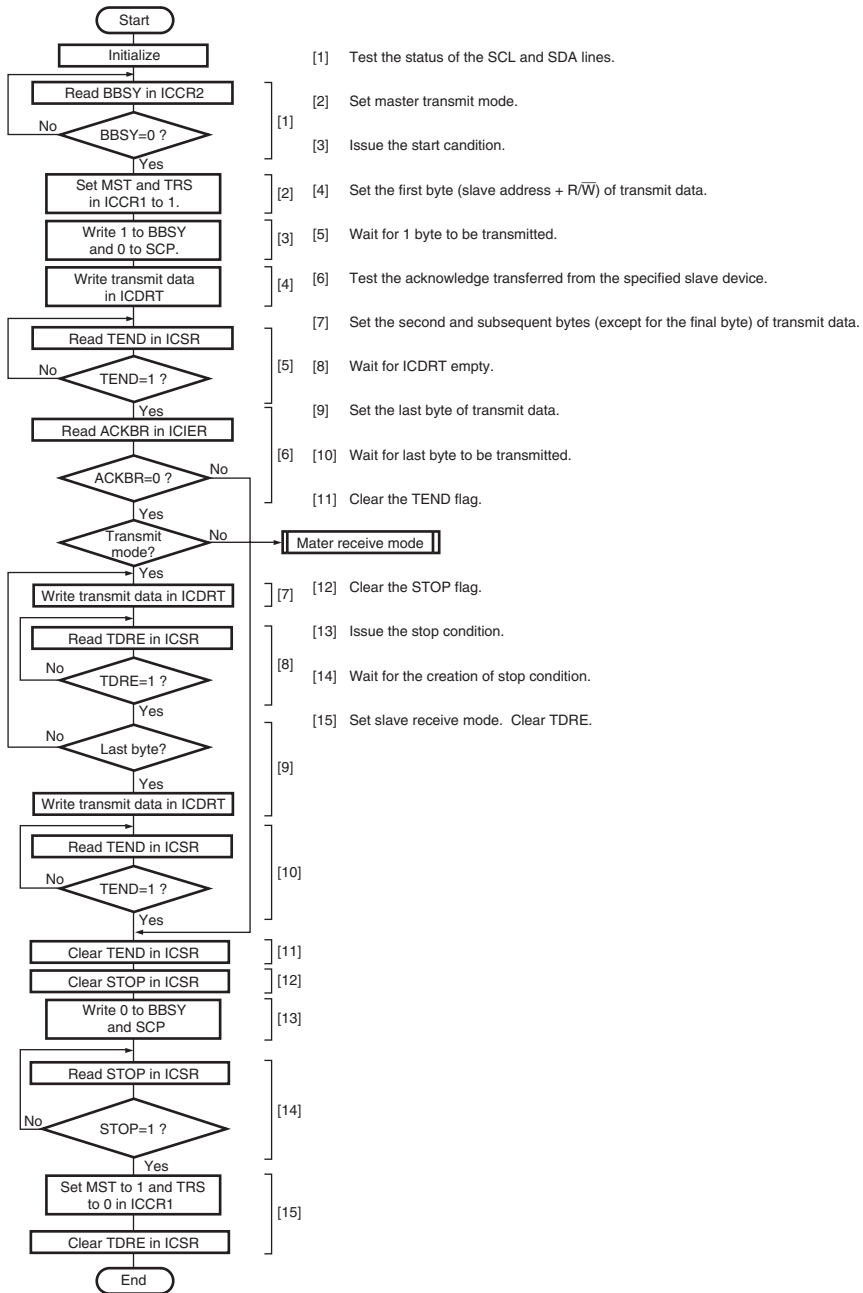 Start
Initialize
Read BBSY in ICCR2
No
BBSY=0 ?
[1]
Yes
Set MST and TRS
in ICCR1 to 1.
[2]
Write 1 to BBSY
and 0 to SCP.
[3]
Write transmit data
in ICDRT
[4]
Read TEND in ICSR
No
TEND=1 ?
[5]
Yes
Read ACKBR in ICIER
[6]
ACKBR=0 ?
No
Yes
Transmit
mode?
No
Mater receive mode
Yes
Write transmit data in ICDRT
[7]
Read TDRE in ICSR
No
TDRE=1 ?
[8]
Yes
No
Last byte?
[9]
Yes
Write transmit data in ICDRT
Read TEND in ICSR
No
TEND=1 ?
[10]
Yes
Clear TEND in ICSR
[11]
Clear STOP in ICSR
[12]
Write 0 to BBSY
and SCP
[13]
Read STOP in ICSR
No
STOP=1 ?
[14]
Yes
Set MST to 1 and TRS
to 0 in ICCR1
[15]
Clear TDRE in ICSR
End
[1] Test the status of the SCL and SDA lines.
[2] Set master transmit mode.
[3] Issue the start candition.
[4] Set the first byte (slave address + R/W̅) of transmit data.
[5] Wait for 1 byte to be transmitted.
[6] Test the acknowledge transferred from the specified slave device.
[7] Set the second and subsequent bytes (except for the final byte) of transmit data.
[8] Wait for ICDRT empty.
[9] Set the last byte of transmit data.
[10] Wait for last byte to be transmitted.
[11] Clear the TEND flag.
[12] Clear the STOP flag.
[13] Issue the stop condition.
[14] Wait for the creation of stop condition.
[15] Set slave receive mode. Clear TDRE.